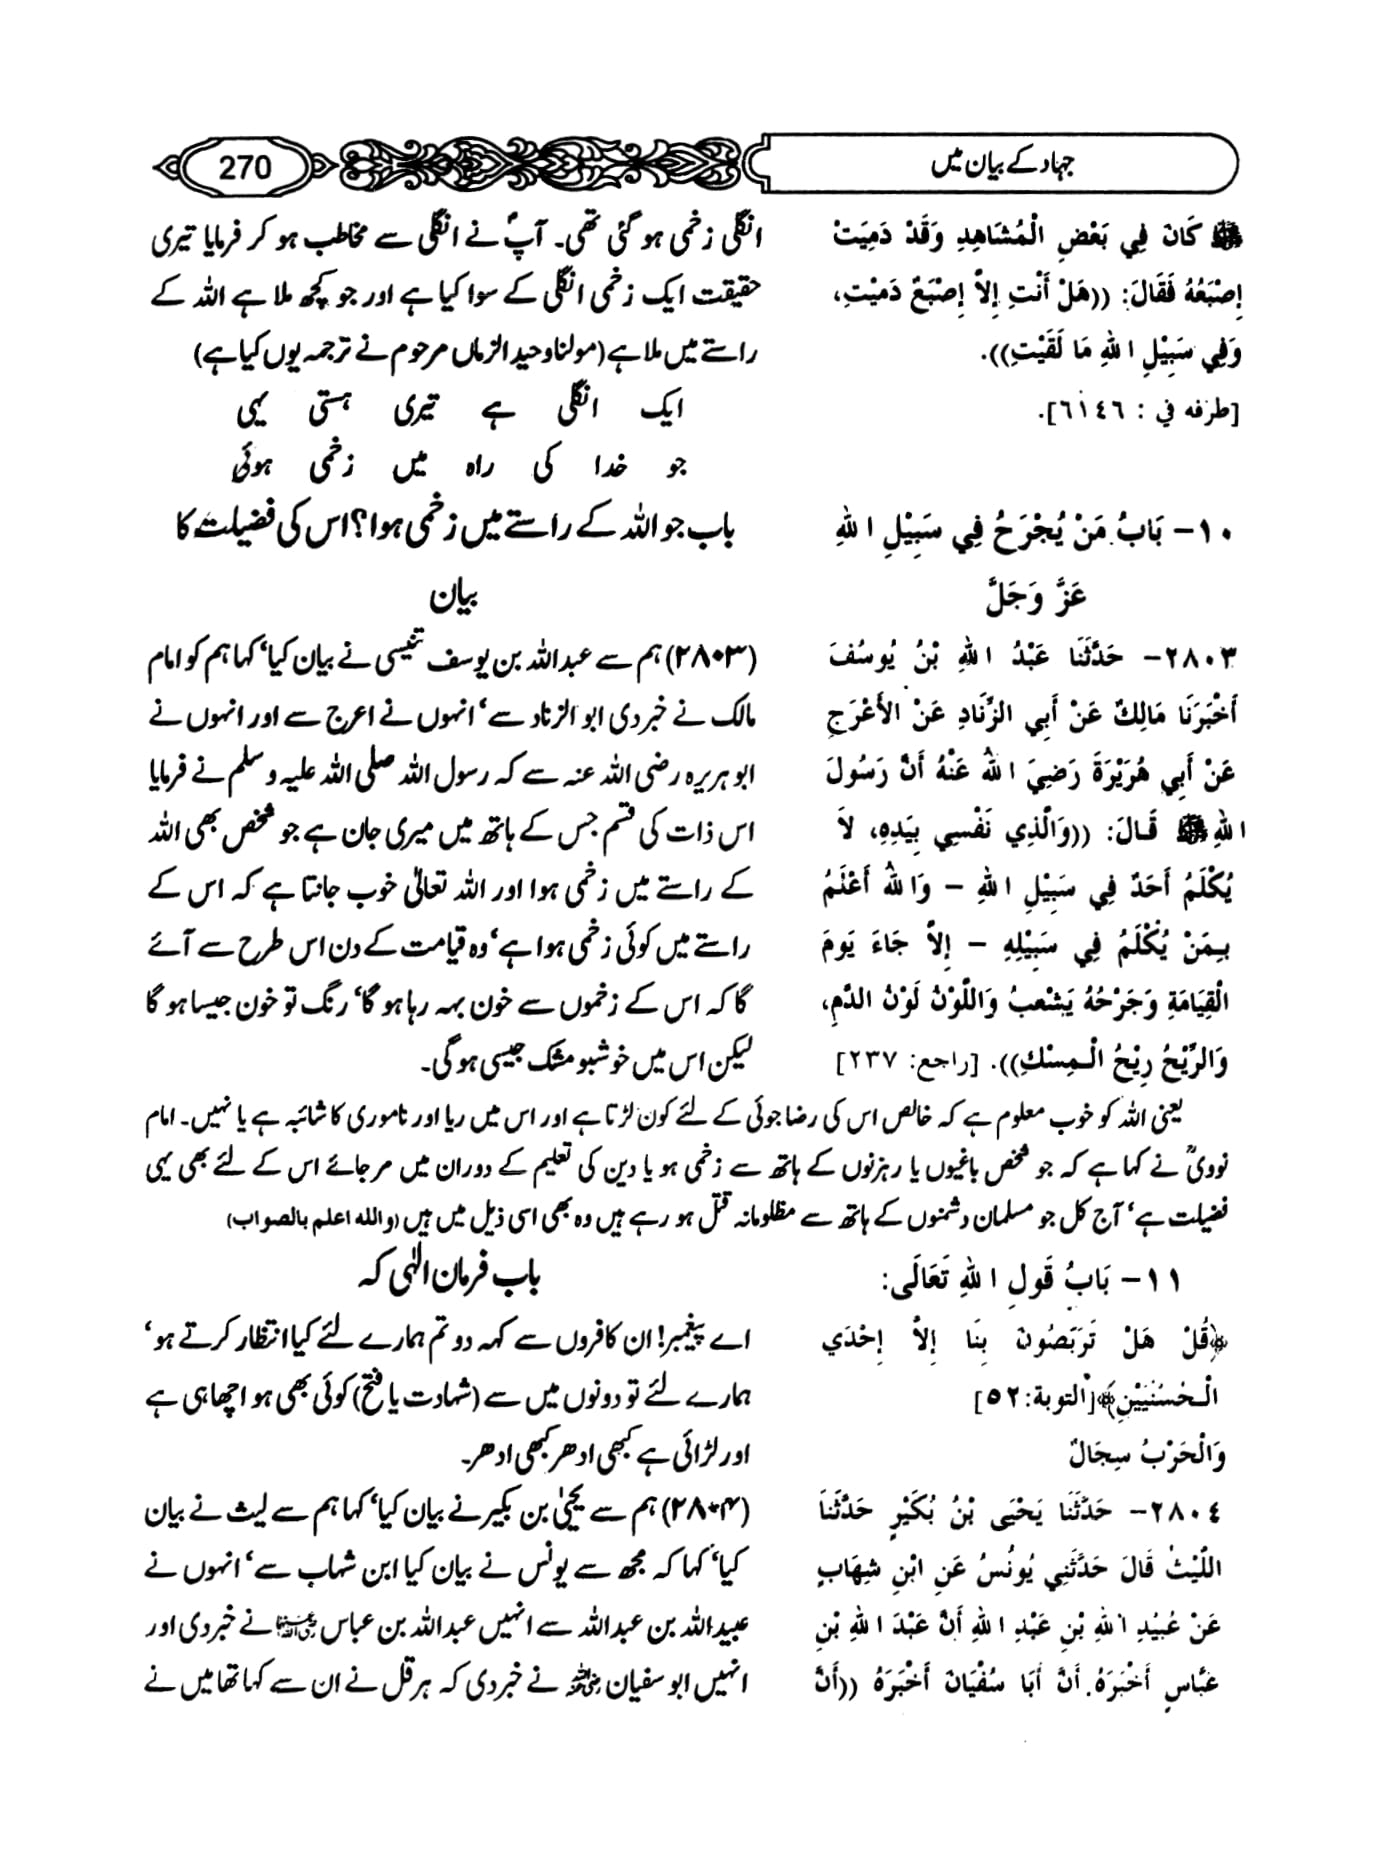 جہاد کے بیان میں
270
ﷺ كَانَ فِي بَعْضِ الْمُشَاهِدِ وَقَدْ دَمِيَتْ
إِصْبَعُهُ فَقَالَ: ((هَلْ أَنْتِ إِلاَّ إِصْبَعٌ دَمِيْتِ،
وَفِي سَبِيْلِ اللهِ مَا لَقَيْتِ)).
[طرفه في : ٦١٤٦].
انگلی زخمی ہو گئی تھی۔ آپؐ نے انگلی سے مخاطب ہو کر فرمایا تیری
حقیقت ایک زخمی انگلی کے سوا کیا ہے اور جو کچھ ملا ہے اللہ کے
راستے میں ملا ہے (مولانا وحید الزماں مرحوم نے ترجمہ یوں کیا ہے)
ایک انگلی ہے تیری ہستی یہی
جو خدا کی راہ میں زخمی ہوئی
١٠- بَابُ مَنْ يُجْرَحُ فِي سَبِيْلِ اللهِ
عَزَّ وَجَلَّ
باب جو اللہ کے راستے میں زخمی ہوا؟ اس کی فضیلت کا
بیان
٢٨٠٣- حَدَّثَنَا عَبْدُ اللهِ بْنُ يُوسُفَ
أَخْبَرَنَا مَالِكٌ عَنْ أَبِي الزِّنَادِ عَنْ الأَعْرَجِ
عَنْ أَبِي هُرَيْرَةَ رَضِيَ اللهُ عَنْهُ أَنَّ رَسُولَ
اللهِ ﷺ قَالَ: ((وَالَّذِي نَفْسِي بِيَدِهِ، لاَ
يُكْلَمُ أَحَدٌ فِي سَبِيْلِ اللهِ – وَاللهُ أَعْلَمُ
بِمَنْ يُكْلَمُ فِي سَبِيْلِهِ – إِلاَّ جَاءَ يَومَ
الْقِيَامَةِ وَجَرْحُهُ يَشْعبُ وَاللَّوْنُ لَوْنُ الدَّمِ،
وَالرِّيْحُ رِيْحُ الْمِسْكِ)). [راجع: ٢٣٧]
(۲۸۰۳) ہم سے عبداللہ بن یوسف تنیسی نے بیان کیا‘ کہا ہم کو امام
مالک نے خبر دی ابو الزناد سے‘ انہوں نے اعرج سے اور انہوں نے
ابو ہریرہ رضی اللہ عنہ سے کہ رسول اللہ صلی اللہ علیہ و سلم نے فرمایا
اس ذات کی قسم جس کے ہاتھ میں میری جان ہے جو شخص بھی اللہ
کے راستے میں زخمی ہوا اور اللہ تعالیٰ خوب جانتا ہے کہ اس کے
راستے میں کوئی زخمی ہوا ہے‘ وہ قیامت کے دن اس طرح سے آئے
گا کہ اس کے زخموں سے خون بہہ رہا ہو گا‘ رنگ تو خون جیسا ہو گا
لیکن اس میں خوشبو مشک جیسی ہو گی۔
یعنی اللہ کو خوب معلوم ہے کہ خالص اس کی رضا جوئی کے لئے کون لڑتا ہے اور اس میں ریا اور ناموری کا شائبہ ہے یا نہیں۔ امام
نوویؒ نے کہا ہے کہ جو شخص باغیوں یا رہزنوں کے ہاتھ سے زخمی ہو یا دین کی تعلیم کے دوران میں مر جائے اس کے لئے بھی یہی
فضیلت ہے‘ آج کل جو مسلمان دشمنوں کے ہاتھ سے مظلومانہ قتل ہو رہے ہیں وہ بھی اسی ذیل میں ہیں (والله اعلم بالصواب)
١١- بَابُ قَولِ اللهِ تَعَالَى:
﴿قُلْ هَلْ تَرَبَّصُونَ بِنَا إِلاَّ إِحْدَي
الْحُسْنَيَيْنِ﴾ [التوبة: ٥٢]
وَالْحَرْبُ سِجَالٌ
باب فرمان الٰہی کہ
اے پیغمبر! ان کافروں سے کہہ دو تم ہمارے لئے کیا انتظار کرتے ہو‘
ہمارے لئے تو دونوں میں سے (شہادت یا فتح) کوئی بھی ہو اچھا ہی ہے
اور لڑائی ہے کبھی ادھر کبھی ادھر۔
٢٨٠٤- حَدَّثَنَا يَحْيَى بْنُ بُكَيْرٍ حَدَّثَنَا
اللَّيْثُ قَالَ حَدَّثَنِي يُونُسُ عَنِ ابْنِ شِهَابٍ
عَنْ عُبَيْدِ اللهِ بْنِ عَبْدِ اللهِ أَنَّ عَبْدَ اللهِ بْنِ
عَبَّاسٍ أَخْبَرَهُ. أَنَّ أَبَا سُفْيَانَ أَخْبَرَهُ ((أَنَّ
(۲۸۰۴) ہم سے یحییٰ بن بکیر نے بیان کیا‘ کہا ہم سے لیث نے بیان
کیا‘ کہا کہ مجھ سے یونس نے بیان کیا ابن شہاب سے‘ انہوں نے
عبیداللہ بن عبداللہ سے انہیں عبداللہ بن عباس رضی اللہ عنہما نے خبر دی اور
انہیں ابو سفیان رضی اللہ عنہ نے خبر دی کہ ہرقل نے ان سے کہا تھا میں نے